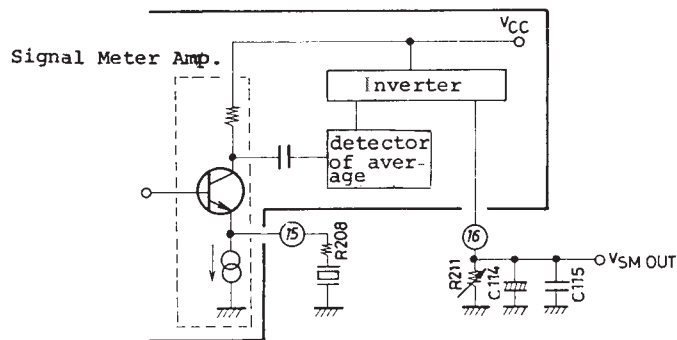 VCC
Signal Meter Amp.
Inverter
detector
of aver-
age
15
R208
16
R211
C114
C115
VSM OUT